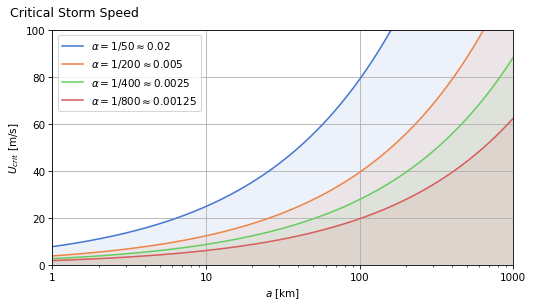 Critical Storm Speed
100
80
60
40
20
0
U_crit [m/s]
α = 1/50 ≈ 0.02
α = 1/200 ≈ 0.005
α = 1/400 ≈ 0.0025
α = 1/800 ≈ 0.00125
1
10
100
1000
a [km]